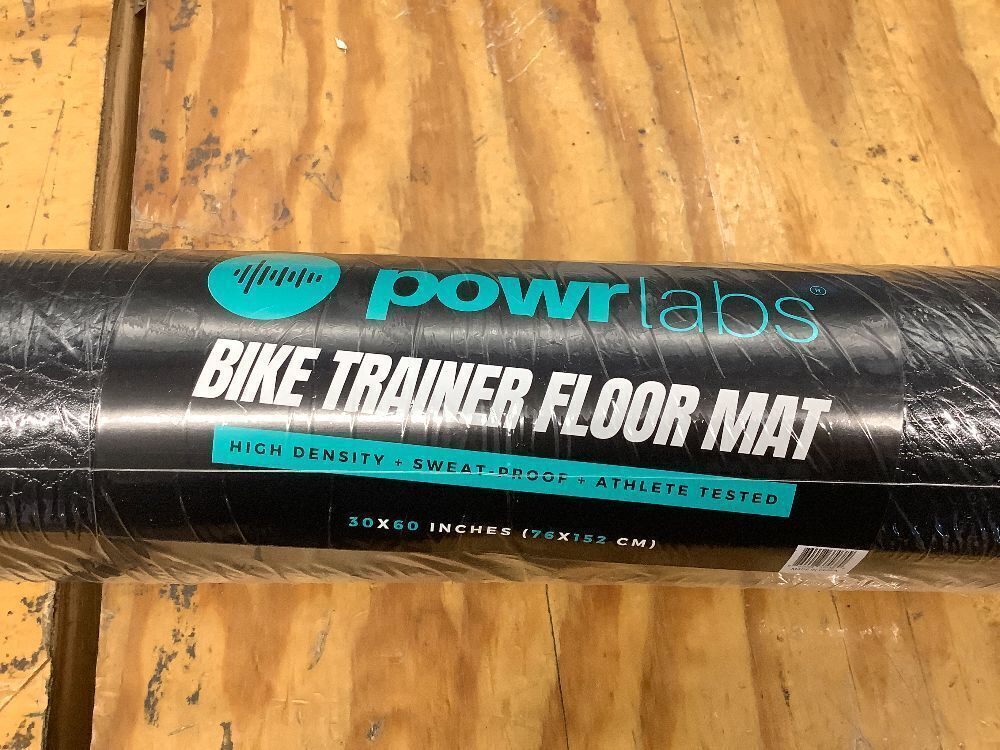 powrlabs®
BIKE TRAINER FLOOR MAT
HIGH DENSITY + SWEAT-PROOF + ATHLETE TESTED
30X60 INCHES (76X152 CM)